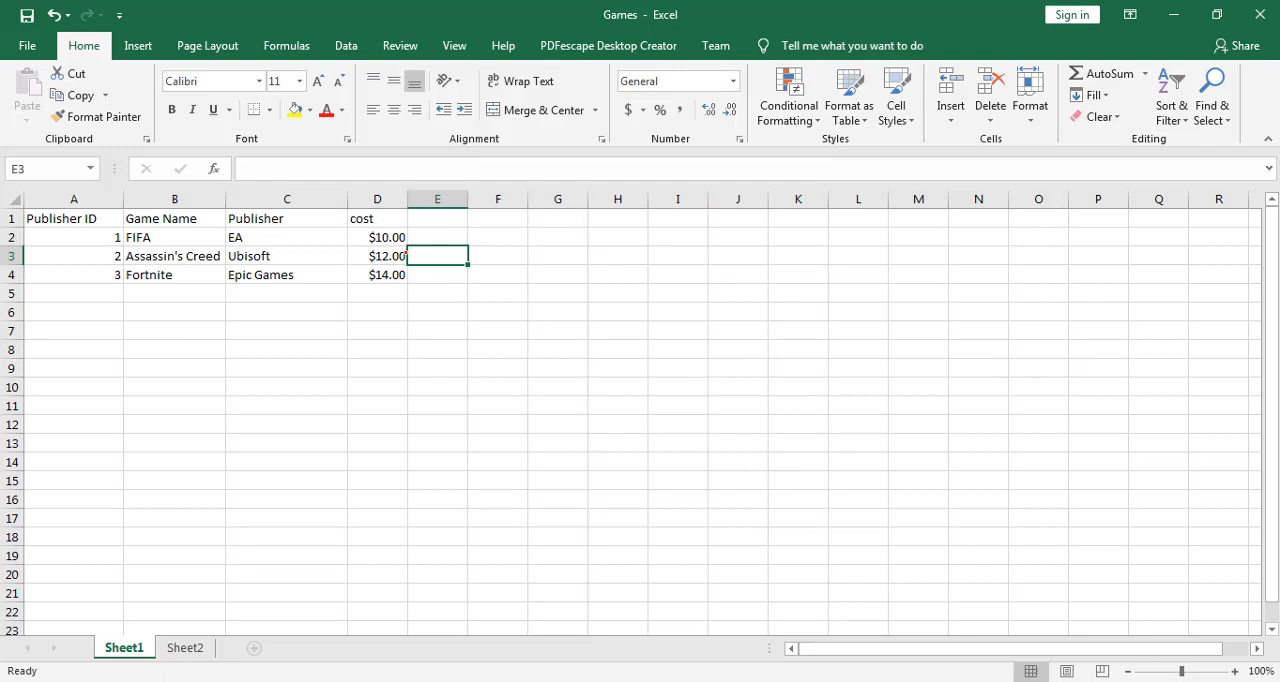 Games - Excel
Sign in
File Home Insert Page Layout Formulas Data Review View Help PDFescape Desktop Creator Team Tell me what you want to do Share
Paste Cut Copy Format Painter Clipboard
Calibri 11 A A B I U A Font
Wrap Text Merge & Center Alignment
General $ % , Number
Conditional Formatting Format as Table Cell Styles Styles
Insert Delete Format Cells
AutoSum Fill Clear Sort & Filter Find & Select Editing
E3 fx
A B C D E F G H I J K L M N O P Q R
1 Publisher ID Game Name Publisher cost
2 1 FIFA EA $10.00
3 2 Assassin's Creed Ubisoft $12.00
4 3 Fortnite Epic Games $14.00
5
6
7
8
9
10
11
12
13
14
15
16
17
18
19
20
21
22
23
Sheet1 Sheet2
Ready 100%